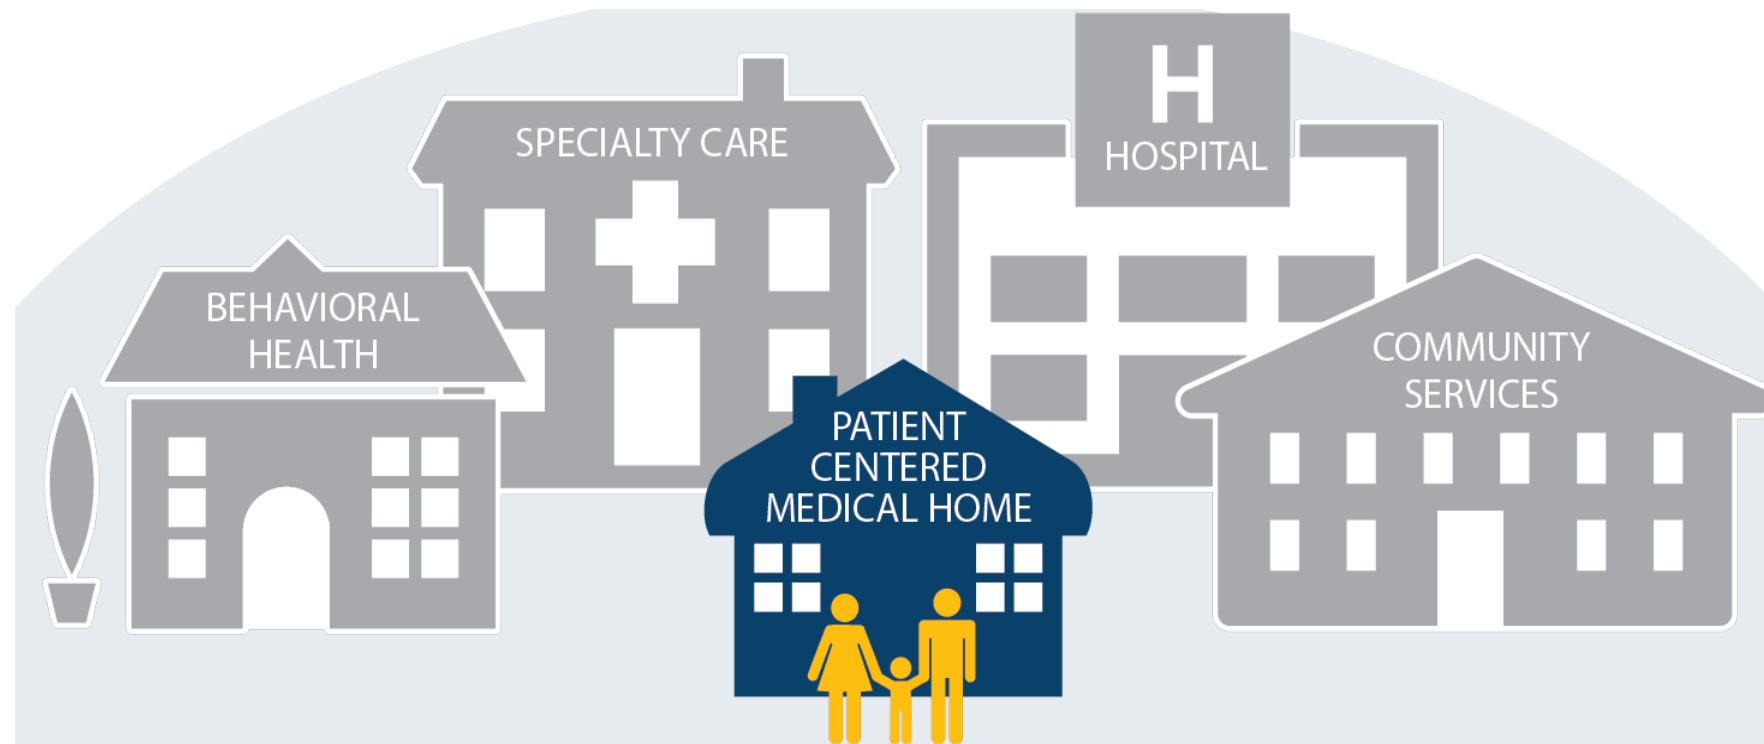 H
HOSPITAL
SPECIALTY CARE
BEHAVIORAL
HEALTH
COMMUNITY
SERVICES
PATIENT
CENTERED
MEDICAL HOME